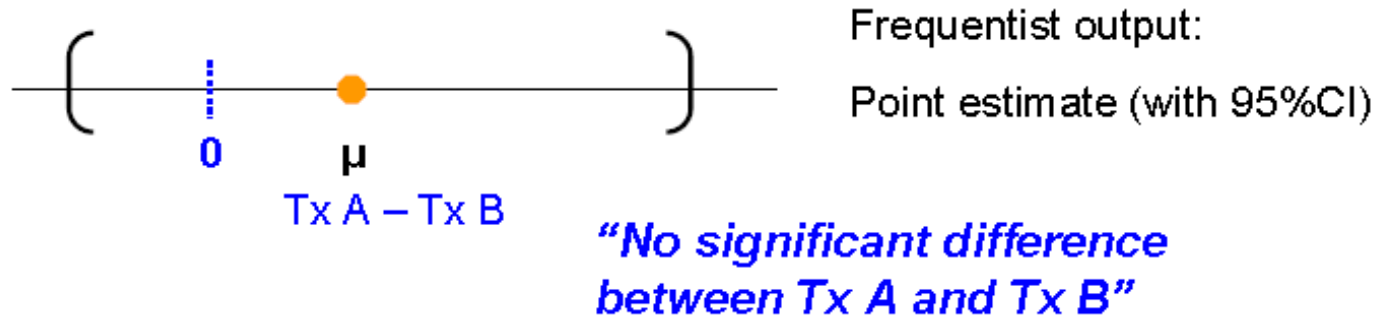 Frequentist output:
Point estimate (with 95%CI)
0
μ
Tx A – Tx B
“No significant difference
between Tx A and Tx B”